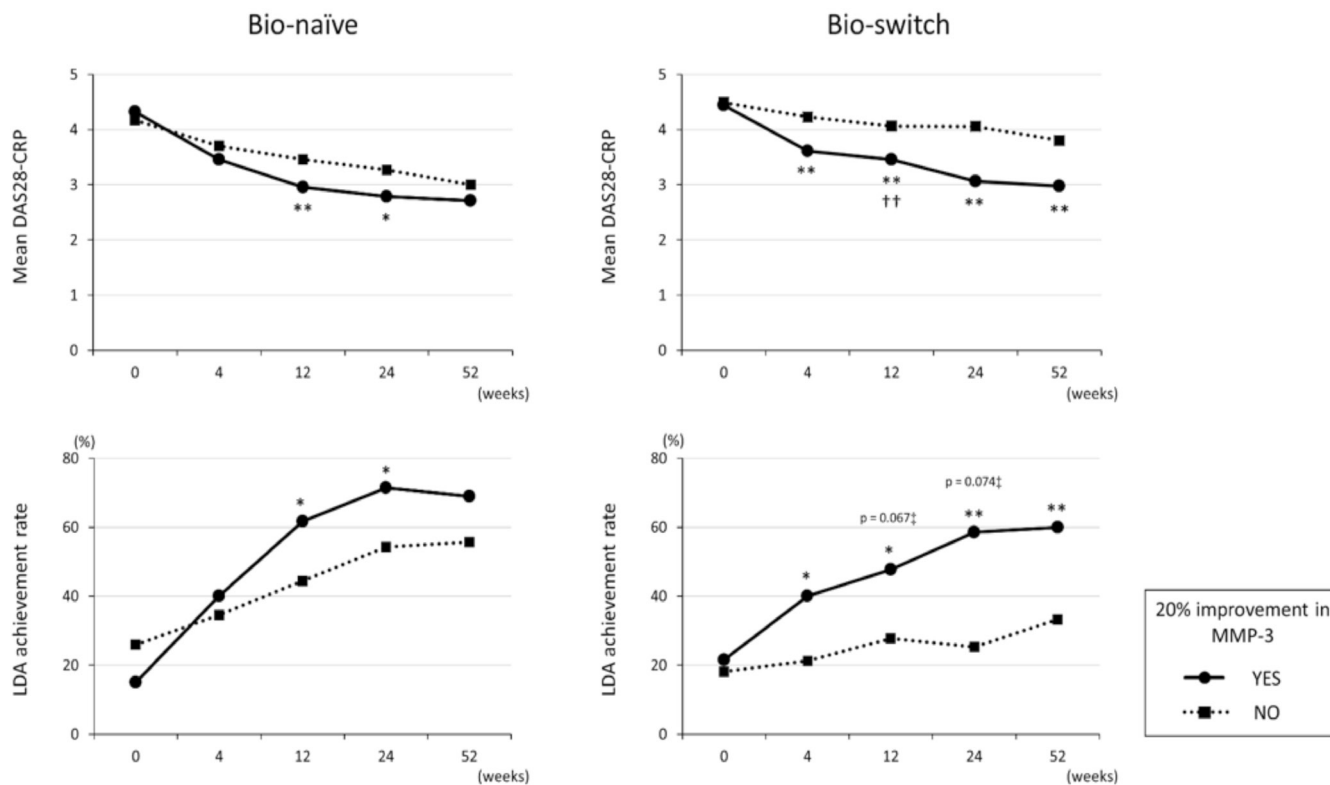 Bio-naïve
Mean DAS28-CRP
5
4
3
2
1
0
** *
0 4 12 24 52
(weeks)
Bio-switch
Mean DAS28-CRP
5
4
3
2
1
0
** ** ** **
††
0 4 12 24 52
(weeks)
(%)
LDA achievement rate
80
60
40
20
0
* *
0 4 12 24 52
(weeks)
(%)
LDA achievement rate
80
60
40
20
0
p = 0.074‡
p = 0.067‡
* * ** **
0 4 12 24 52
(weeks)
20% improvement in
MMP-3
YES
NO